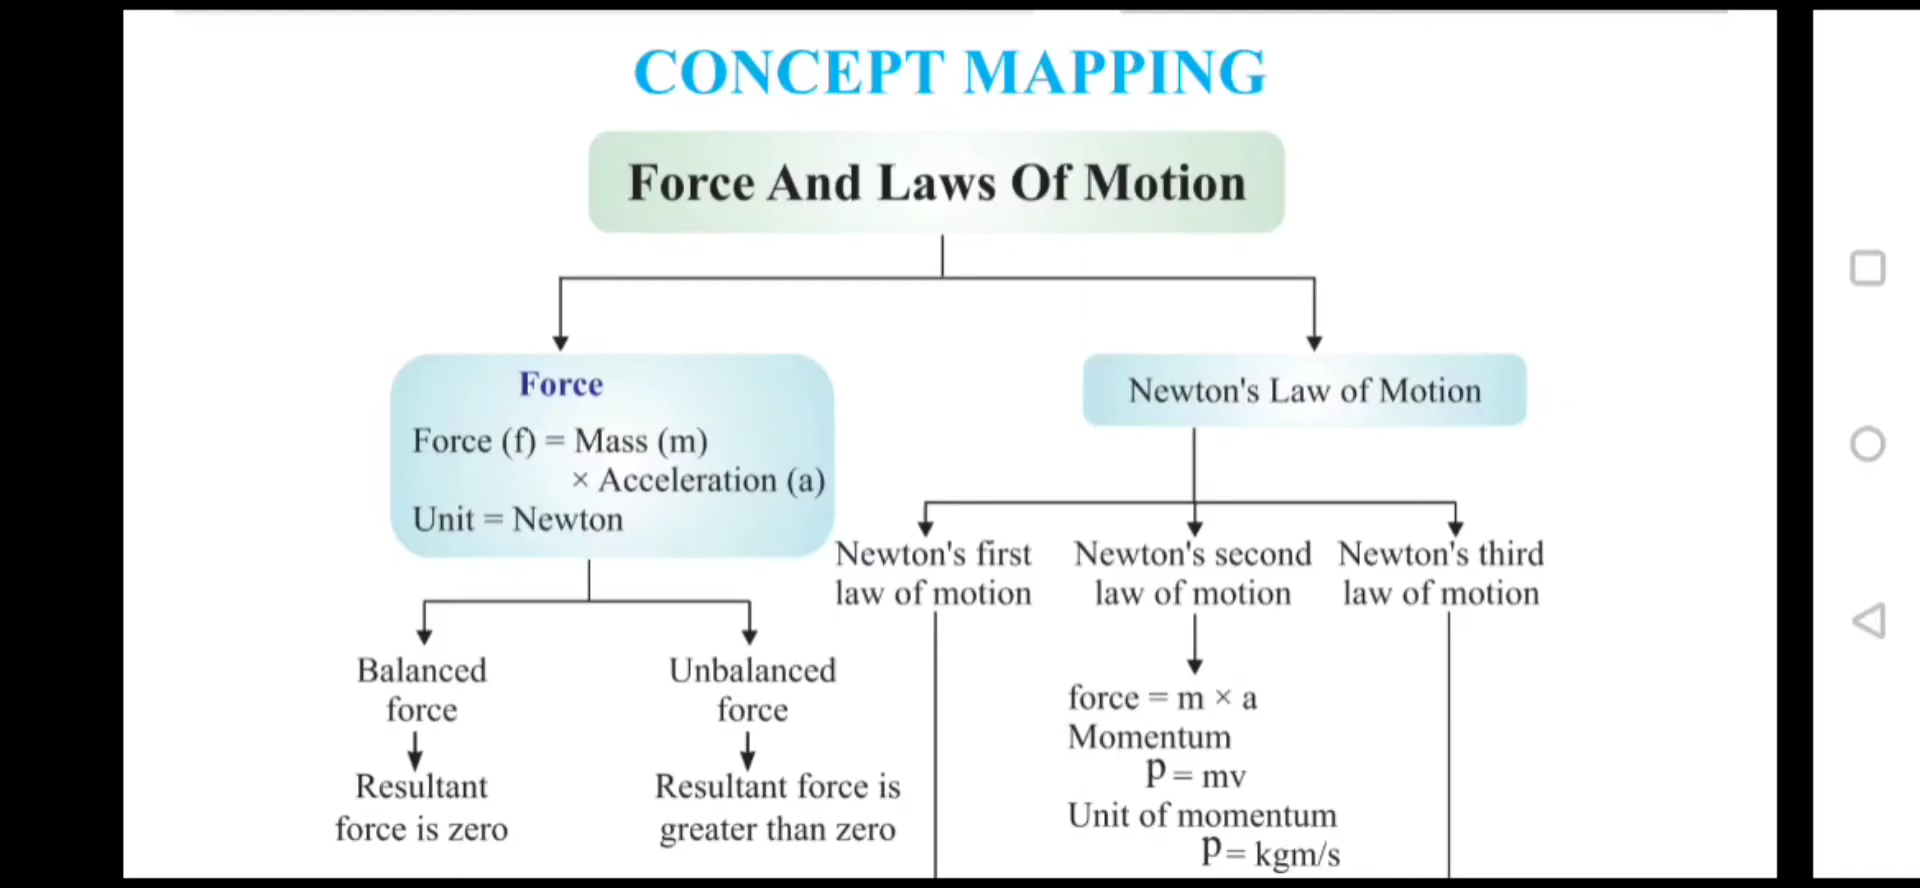 CONCEPT MAPPING
Force And Laws Of Motion
Force
Force (f) = Mass (m)
× Acceleration (a)
Unit = Newton
Balanced
force
Resultant
force is zero
Unbalanced
force
Resultant force is
greater than zero
Newton's Law of Motion
Newton's first
law of motion
Newton's second
law of motion
force = m × a
Momentum
p = mv
Unit of momentum
p = kgm/s
Newton's third
law of motion